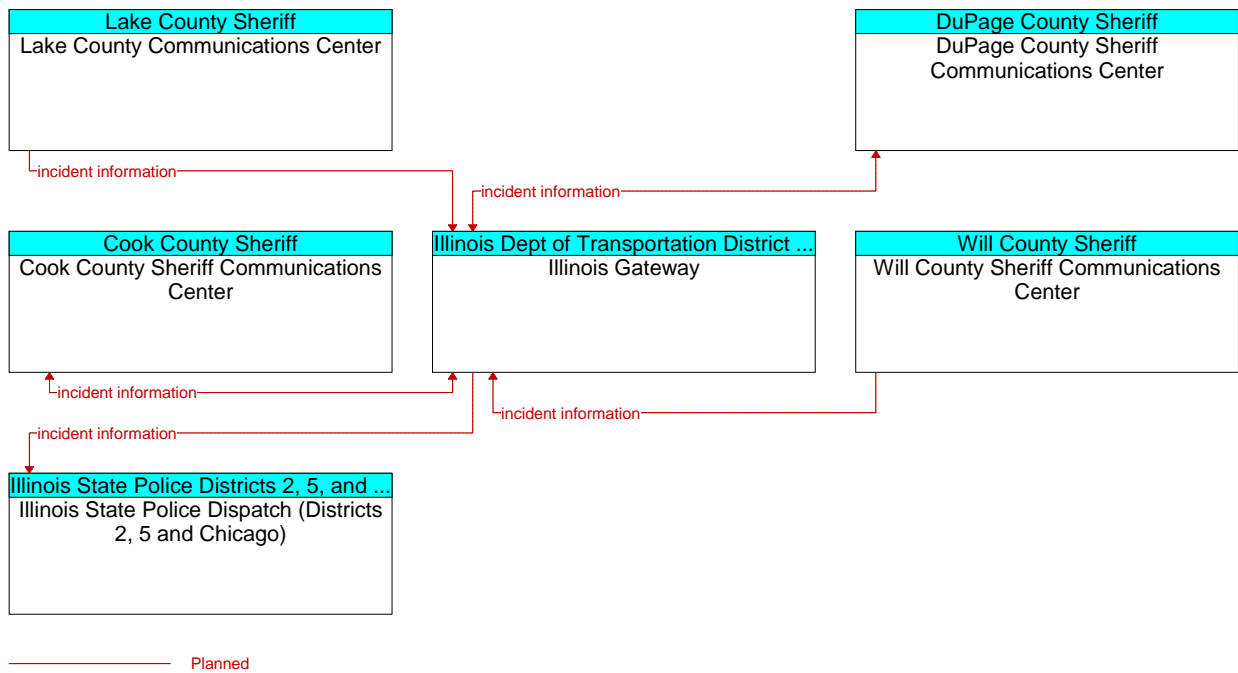 Lake County Sheriff
Lake County Communications Center
DuPage County Sheriff
DuPage County Sheriff
Communications Center
incident information
incident information
Cook County Sheriff
Cook County Sheriff Communications
Center
Illinois Dept of Transportation District ...
Illinois Gateway
Will County Sheriff
Will County Sheriff Communications
Center
incident information
incident information
incident information
Illinois State Police Districts 2, 5, and ...
Illinois State Police Dispatch (Districts
2, 5 and Chicago)
Planned